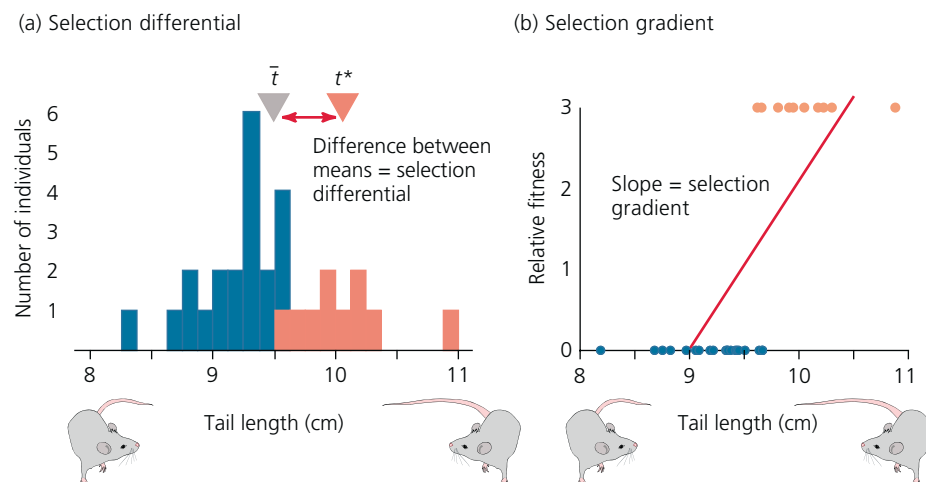 (a) Selection differential
t̄
t*
6
5
4
3
2
1
Number of individuals
Difference between
means = selection
differential
8
9
10
11
Tail length (cm)
(b) Selection gradient
3
2
1
0
Relative fitness
Slope = selection
gradient
8
9
10
11
Tail length (cm)